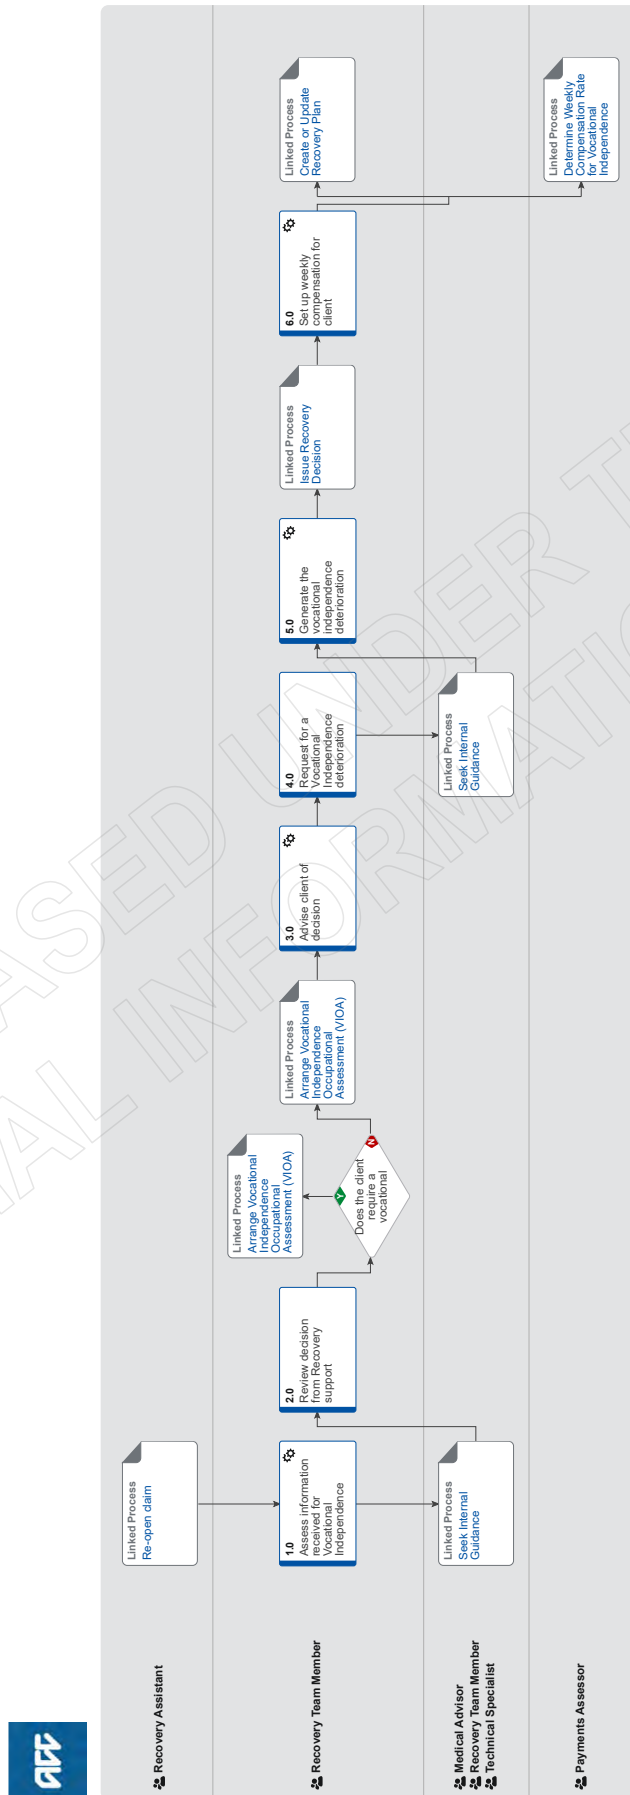 ACC
Recovery Assistant
Linked Process
Re-open claim
Recovery Team Member
1.0
Assess information
received for
Vocational
Independence
2.0
Review decision
from Recovery
support
Does the client
require a
vocational
Y
N
Linked Process
Arrange Vocational
Independence
Occupational
Assessment (VIOA)
Linked Process
Arrange Vocational
Independence
Occupational
Assessment (VIOA)
3.0
Advise client of
decision
4.0
Request for a
Vocational
Independence
deterioration
5.0
Generate the
vocational
independence
deterioration
Linked Process
Issue Recovery
Decision
6.0
Set up weekly
compensation for
client
Linked Process
Create or Update
Recovery Plan
Medical Advisor
Recovery Team Member
Technical Specialist
Linked Process
Seek Internal
Guidance
Linked Process
Seek Internal
Guidance
Payments Assessor
Linked Process
Determine Weekly
Compensation Rate
for Vocational
Independence
ASED UNDER T
AL INFORMATIO